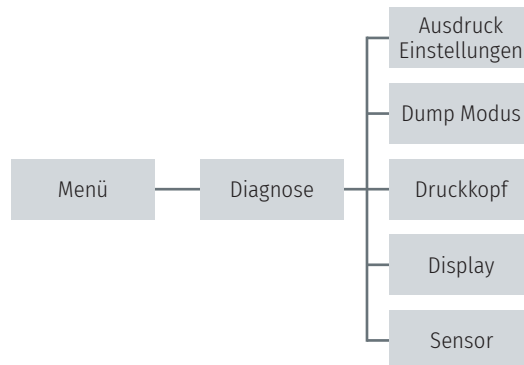 Menü
Diagnose
Ausdruck
Einstellungen
Dump Modus
Druckkopf
Display
Sensor